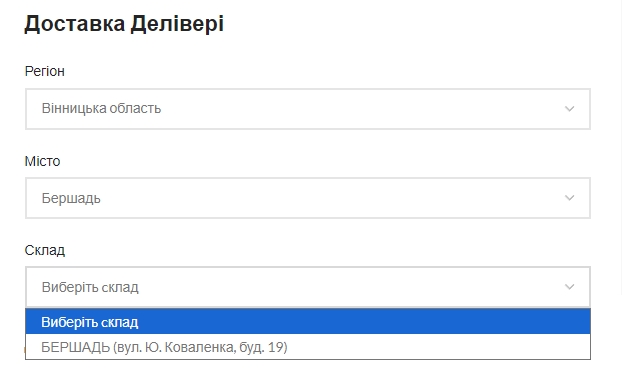 Доставка Делівері
Регіон
Вінницька область
Місто
Бершадь
Склад
Виберіть склад
Виберіть склад
БЕРШАДЬ (вул. Ю. Коваленка, буд. 19)